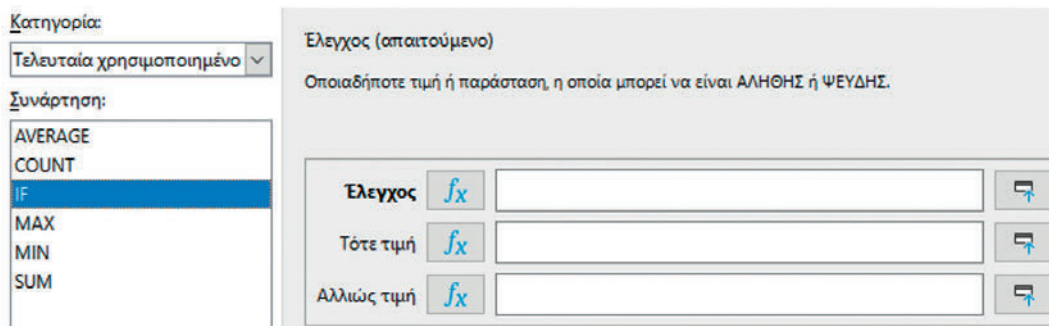 Κατηγορία:
Τελευταία χρησιμοποιημένο
Συνάρτηση:
AVERAGE
COUNT
IF
MAX
MIN
SUM
Έλεγχος (απαιτούμενο)
Οποιαδήποτε τιμή ή παράσταση, η οποία μπορεί να είναι ΑΛΗΘΗΣ ή ΨΕΥΔΗΣ.
Έλεγχος fx
Τότε τιμή fx
Αλλιώς τιμή fx